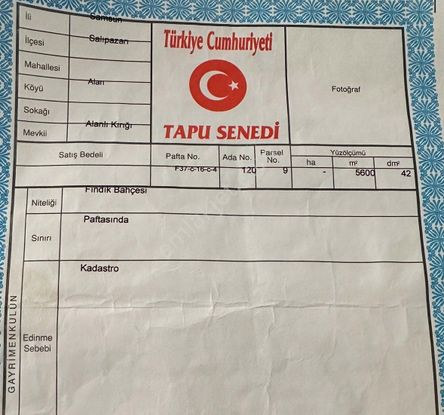 İli Samsun
İlçesi Salıpazarı
Mahallesi
Köyü Alan
Sokağı
Mevkii Alanlı Kırığı
Türkiye Cumhuriyeti
TAPU SENEDİ
Fotoğraf
Satış Bedeli Pafta No. Ada No. Parsel No. Yüzölçümü
ha m² dm²
F37-c-16-c-4 120 9 - 5600 42
GAYRİMENKULÜN
Niteliği Fındık Bahçesi
Sınırı Paftasında
Edinme Sebebi Kadastro